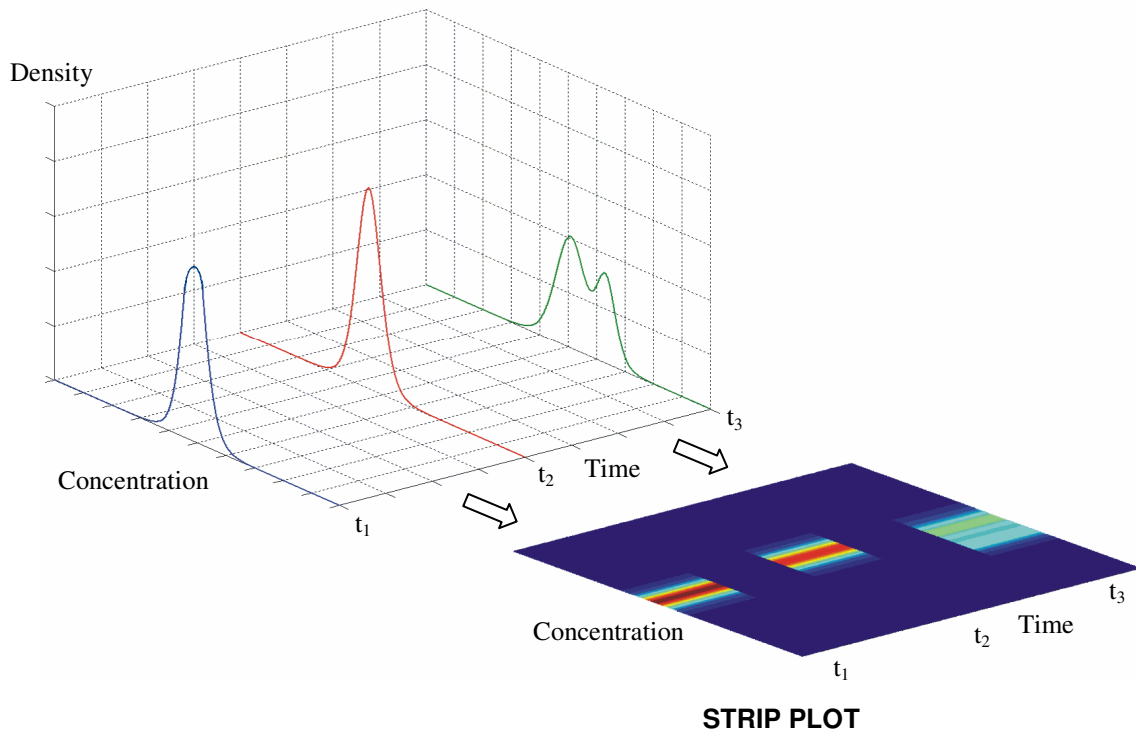 Density
Concentration
t1
t2
Time
t3
Concentration
t1
t2
Time
t3
STRIP PLOT